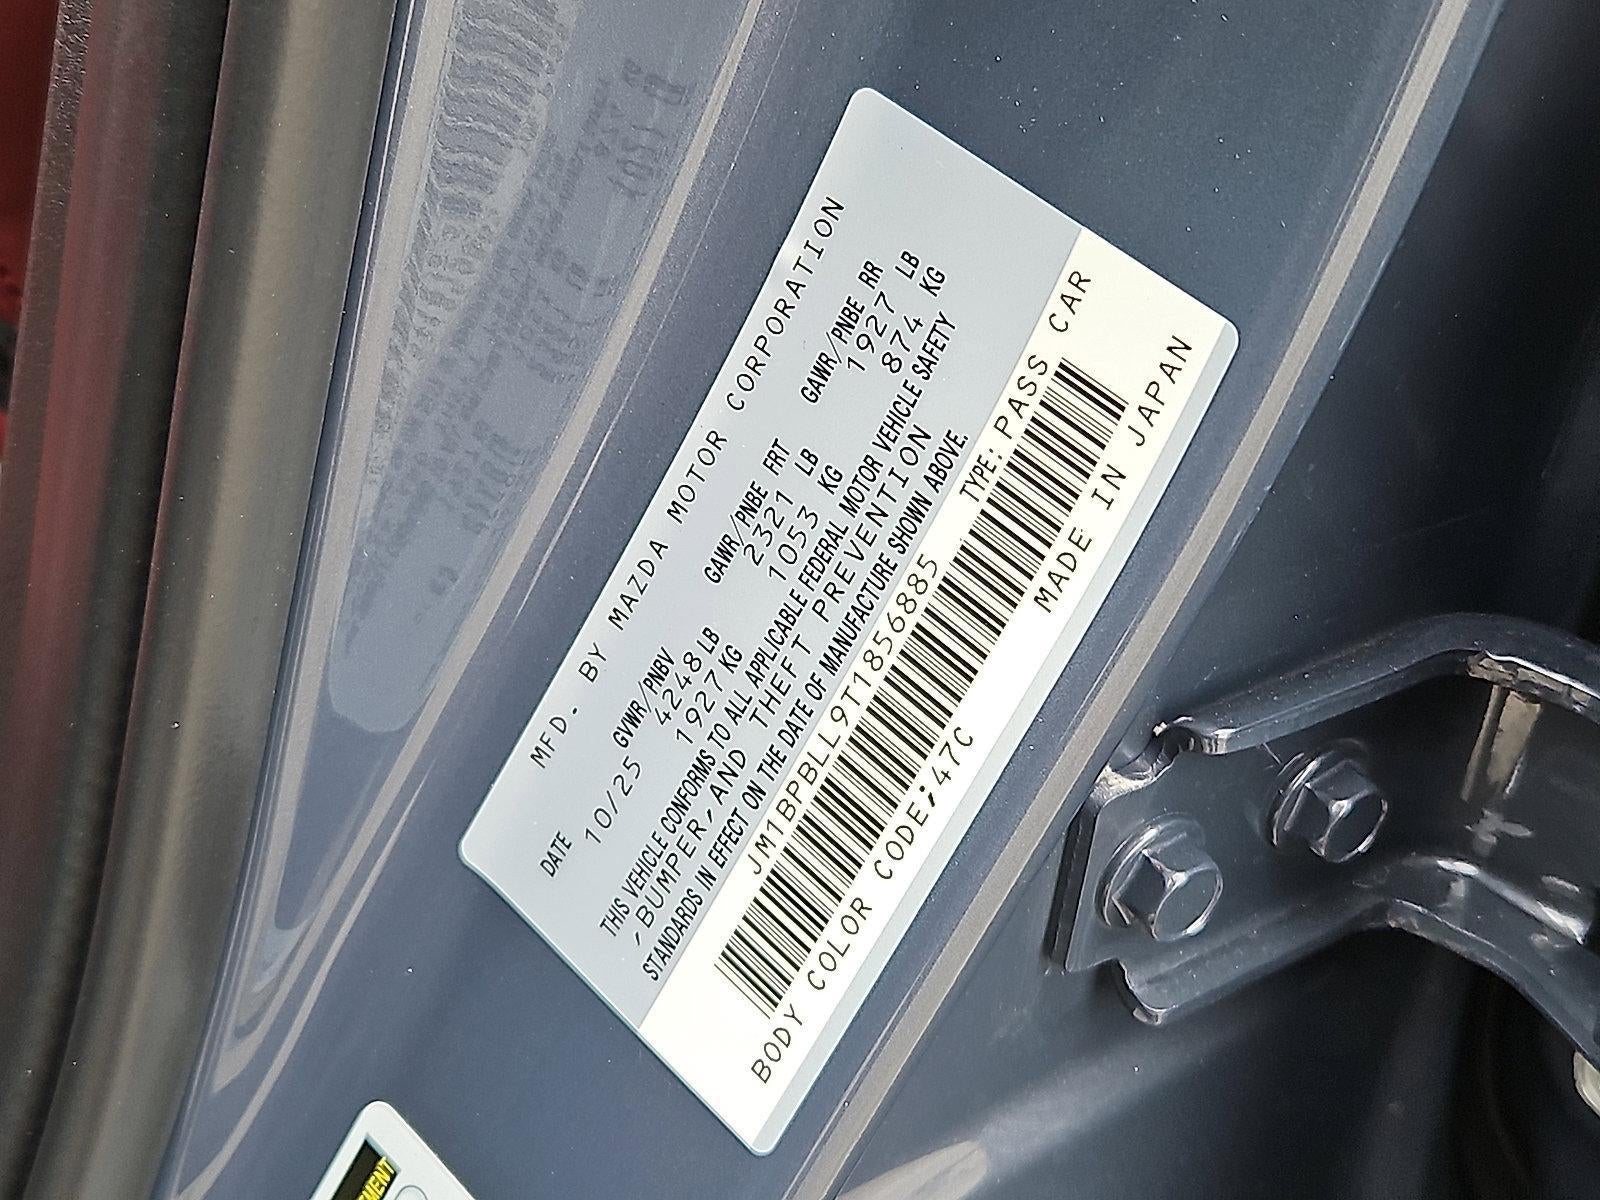 MFD. BY MAZDA MOTOR CORPORATION
DATE GVWR/PNBV GAWR/PNBE FRT GAWR/PNBE RR
10/25 4248 LB 2321 LB 1927 LB
1927 KG 1053 KG 874 KG
THIS VEHICLE CONFORMS TO ALL APPLICABLE FEDERAL MOTOR VEHICLE SAFETY
,BUMPER,AND THEFT PREVENTION
STANDARDS IN EFFECT ON THE DATE OF MANUFACTURE SHOWN ABOVE.
JM1BPBLL9T1856885 TYPE: PASS CAR
BODY COLOR CODE;47C MADE IN JAPAN